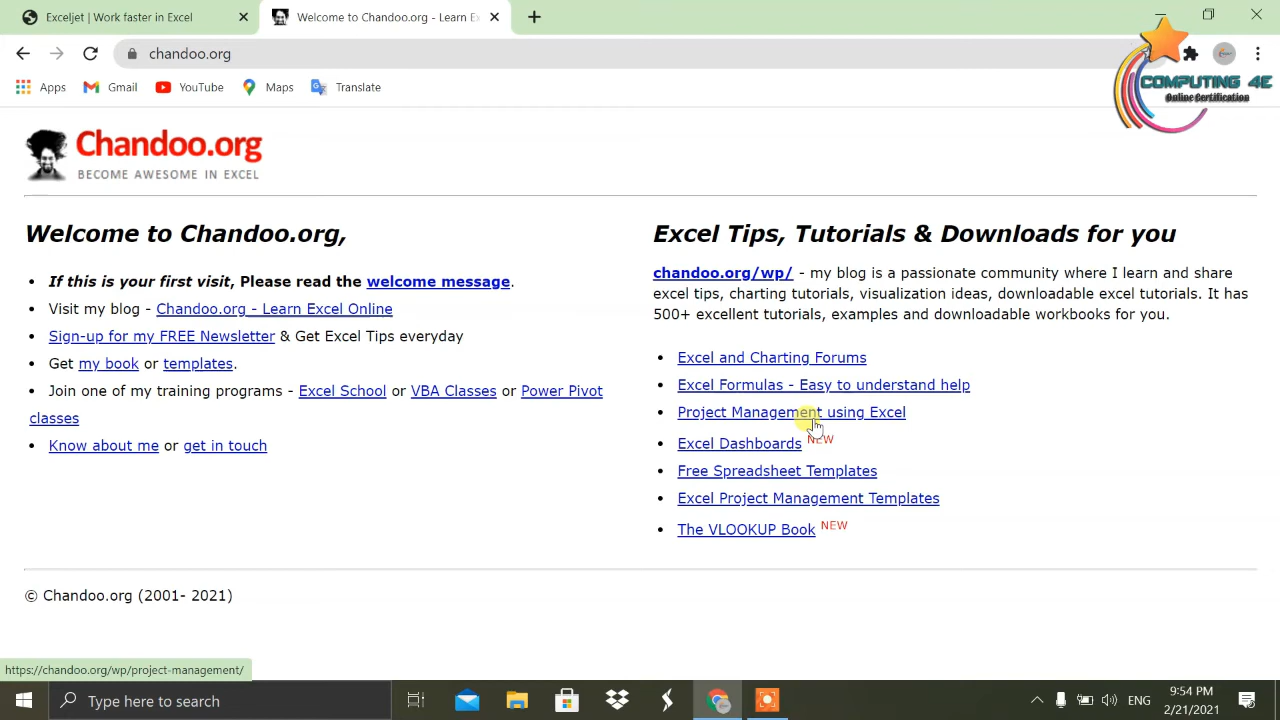 Exceljet | Work faster in Excel
Welcome to Chandoo.org - Learn E
chandoo.org
Apps
Gmail
YouTube
Maps
Translate
COMPUTING 4E
Online Certification
Chandoo.org
BECOME AWESOME IN EXCEL
Welcome to Chandoo.org,
• If this is your first visit, Please read the welcome message.
• Visit my blog - Chandoo.org - Learn Excel Online
• Sign-up for my FREE Newsletter & Get Excel Tips everyday
• Get my book or templates.
• Join one of my training programs - Excel School or VBA Classes or Power Pivot
classes
• Know about me or get in touch
Excel Tips, Tutorials & Downloads for you
chandoo.org/wp/ - my blog is a passionate community where I learn and share
excel tips, charting tutorials, visualization ideas, downloadable excel tutorials. It has
500+ excellent tutorials, examples and downloadable workbooks for you.
• Excel and Charting Forums
• Excel Formulas - Easy to understand help
• Project Management using Excel
• Excel Dashboards NEW
• Free Spreadsheet Templates
• Excel Project Management Templates
• The VLOOKUP Book NEW
© Chandoo.org (2001- 2021)
https://chandoo.org/wp/project-management/
Type here to search
ENG
9:54 PM
2/21/2021